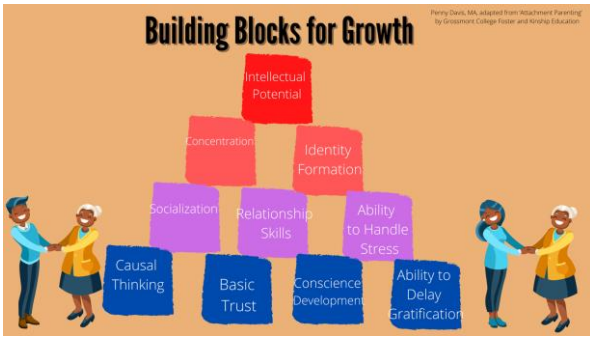 Building Blocks for Growth
Penny Davis, MA, adapted from 'Attachment Parenting'
by Grossmont College Foster and Kinship Education
Intellectual
Potential
Concentration
Identity
Formation
Socialization
Relationship
Skills
Ability
to Handle
Stress
Causal
Thinking
Basic
Trust
Conscience
Development
Ability to
Delay
Gratification